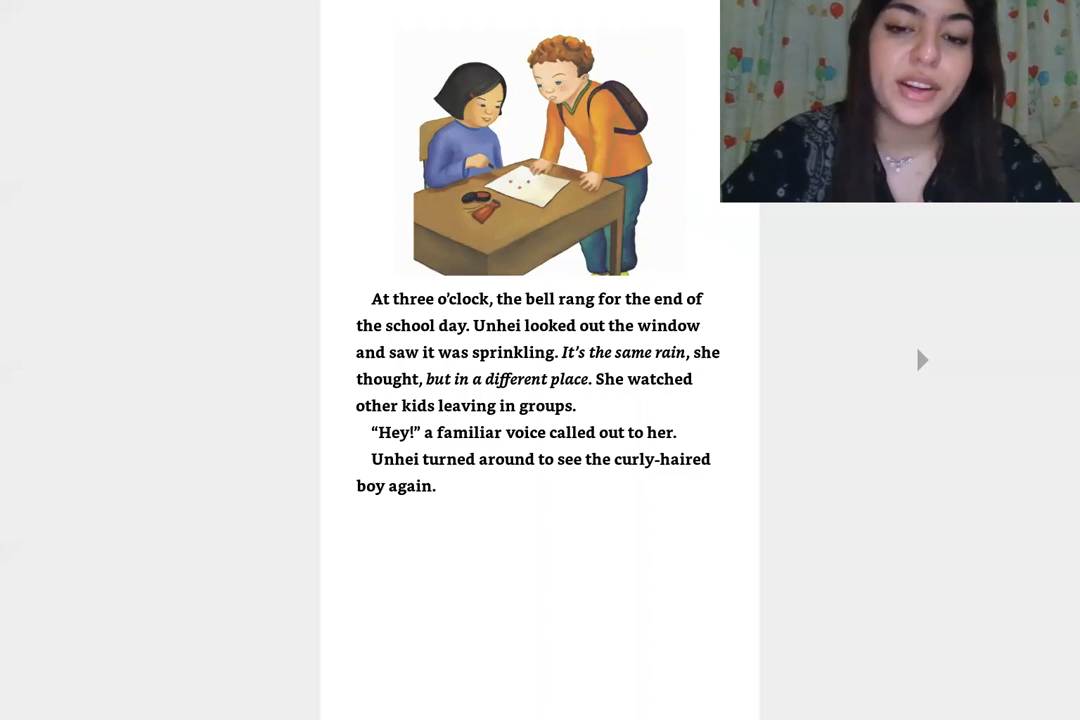 At three o’clock, the bell rang for the end of
the school day. Unhei looked out the window
and saw it was sprinkling. It’s the same rain, she
thought, but in a different place. She watched
other kids leaving in groups.
“Hey!” a familiar voice called out to her.
Unhei turned around to see the curly-haired
boy again.